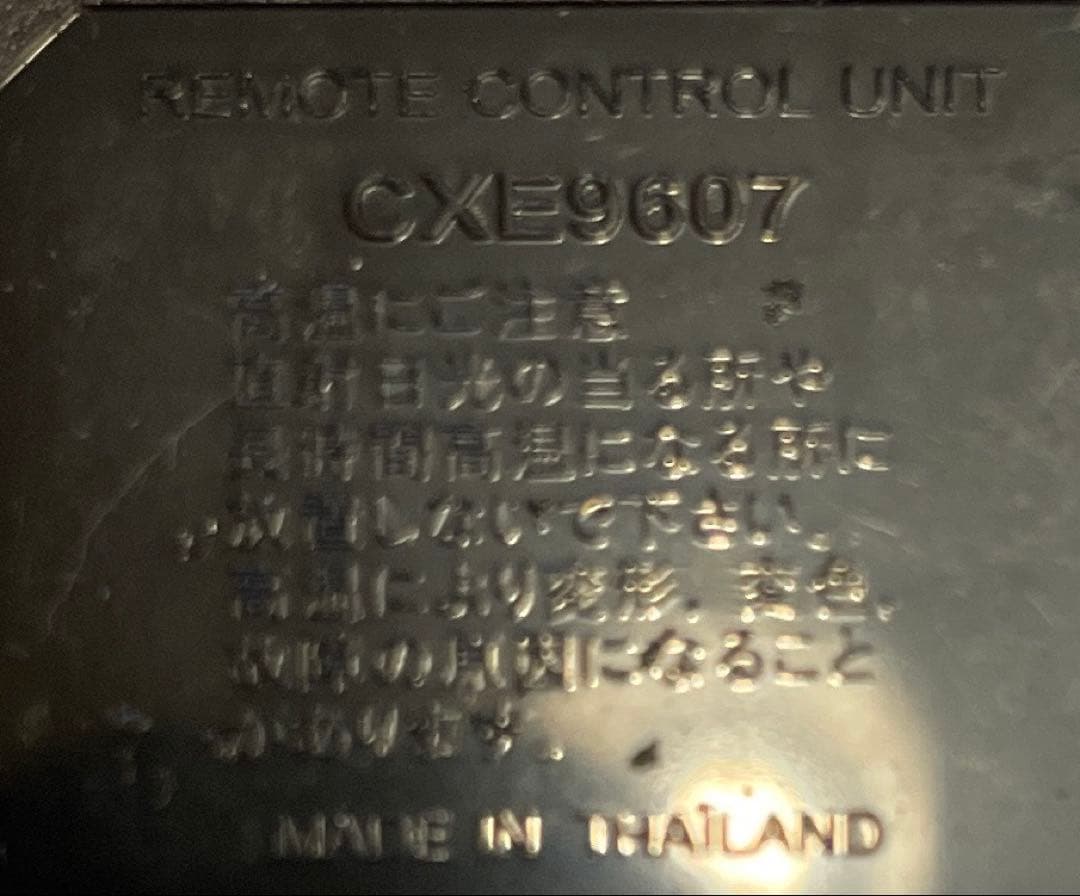 REMOTE CONTROL UNIT
CXE9607
高温にご注意
直射日光の当る所や
長時間高温になる所に
放置しないで下さい。
高温により変形、変色、
故障の原因になること
があります。
MADE IN THAILAND